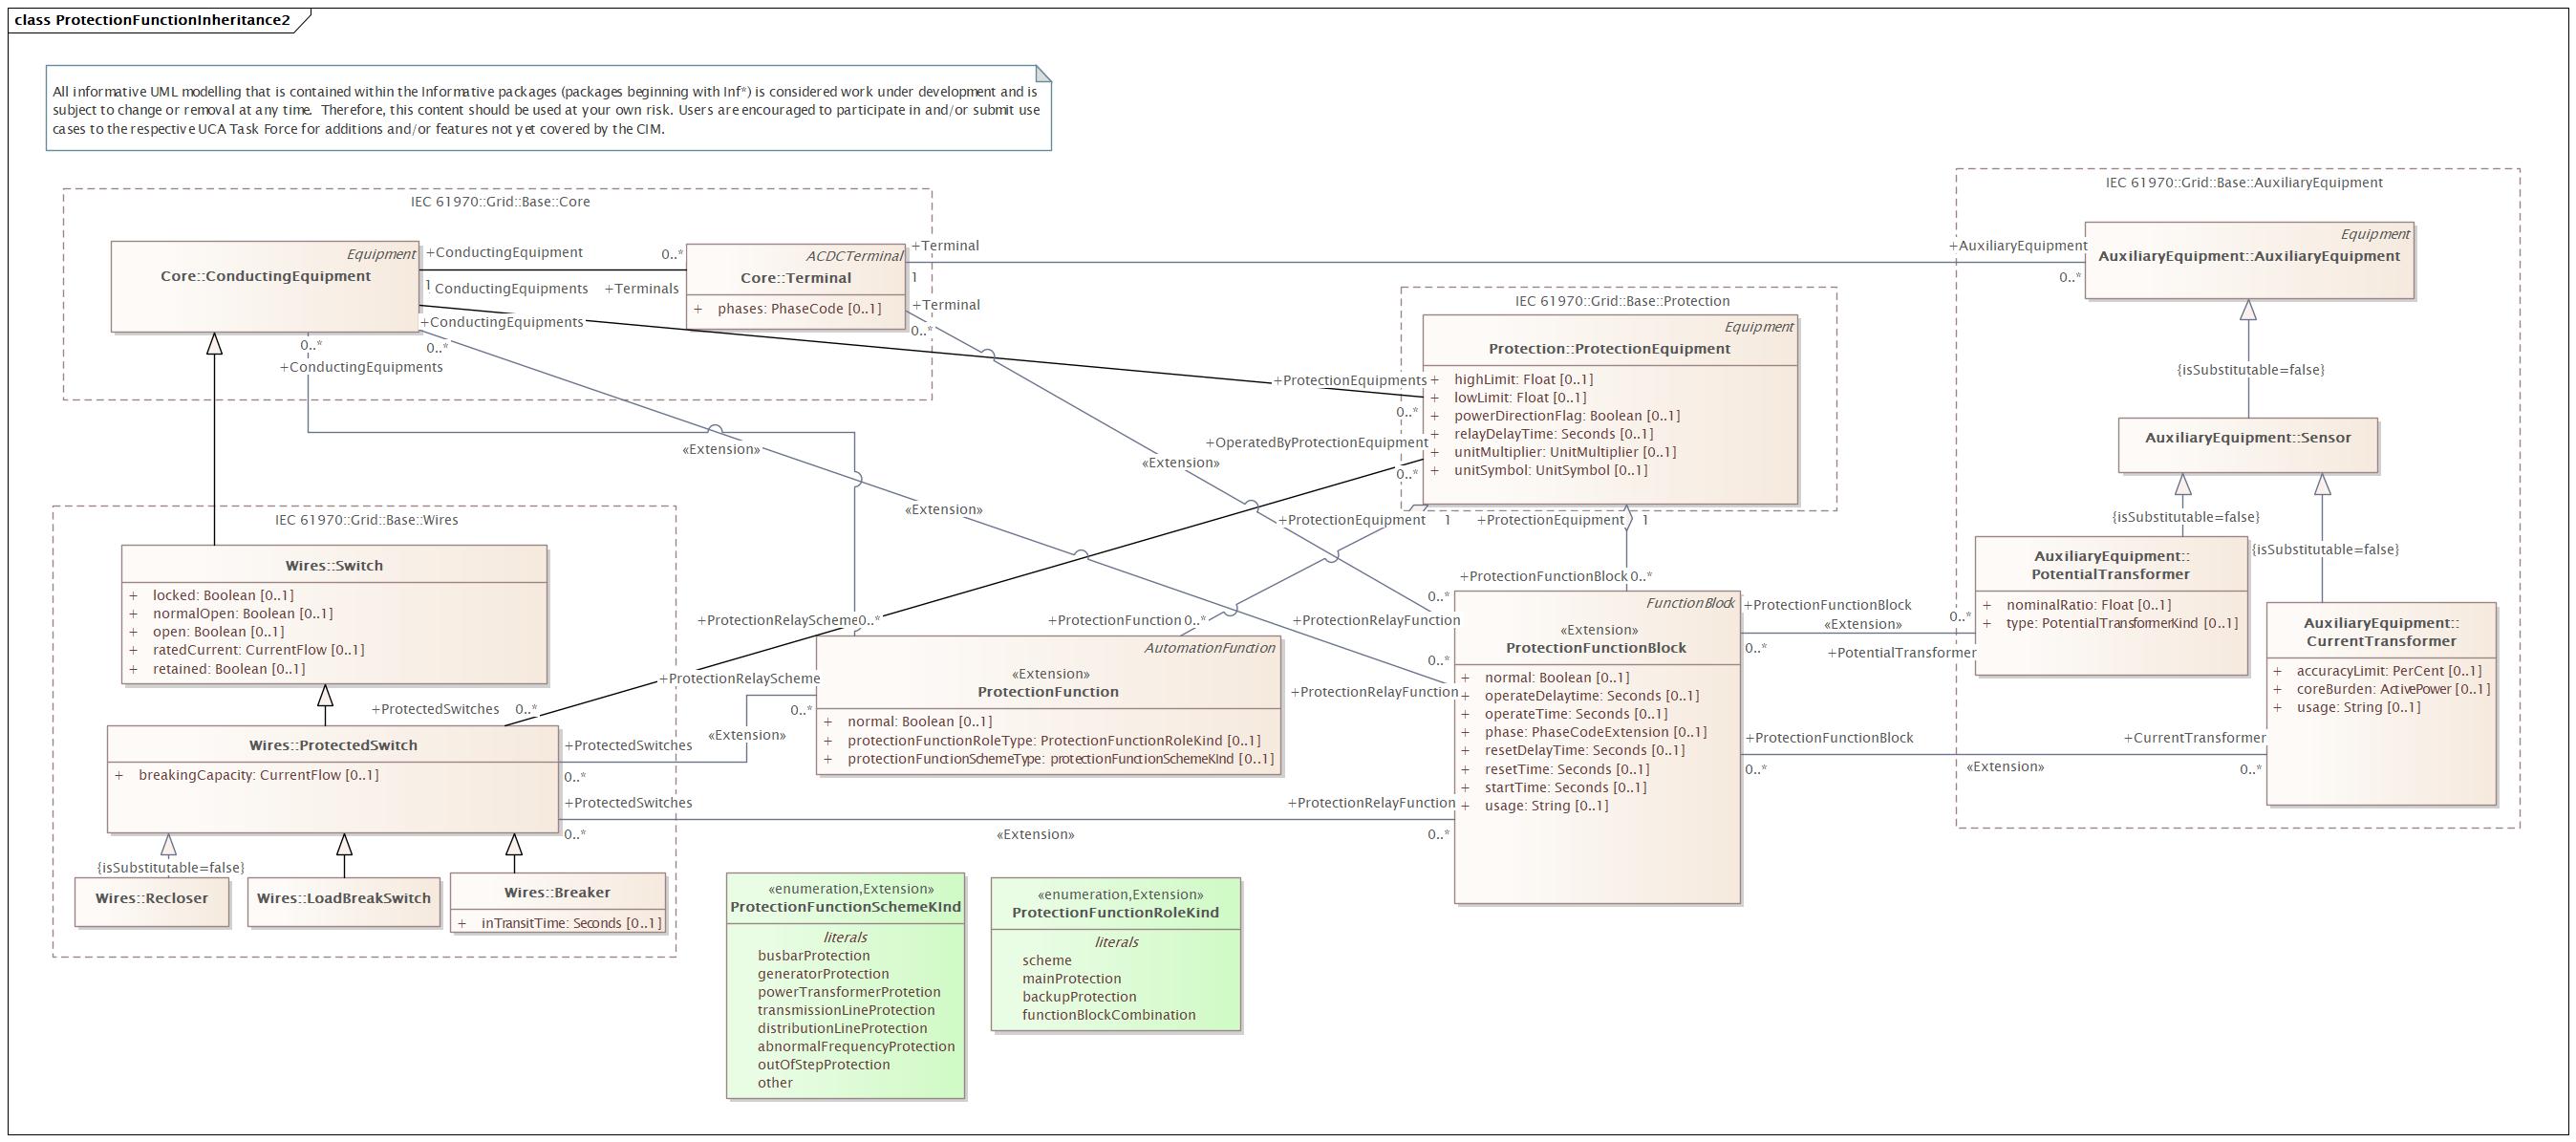 class ProtectionFunctionInheritance2
All informative UML modelling that is contained within the Informative packages (packages beginning with Inf*) is considered work under development and is
subject to change or removal at any time.  Therefore, this content should be used at your own risk. Users are encouraged to participate in and/or submit use
cases to the respective UCA Task Force for additions and/or features not yet covered by the CIM.
IEC 61970::Grid::Base::Core
Equipment
Core::ConductingEquipment
+ConductingEquipment
0..*
1
ConductingEquipments
+Terminals
+ConductingEquipments
0..*
0..*
+ConductingEquipments
ACDCTerminal
Core::Terminal
+ phases: PhaseCode [0..1]
+Terminal
1
+Terminal
0..*
«Extension»
«Extension»
«Extension»
IEC 61970::Grid::Base::Protection
Equipment
Protection::ProtectionEquipment
+ highLimit: Float [0..1]
+ lowLimit: Float [0..1]
+ powerDirectionFlag: Boolean [0..1]
+ relayDelayTime: Seconds [0..1]
+ unitMultiplier: UnitMultiplier [0..1]
+ unitSymbol: UnitSymbol [0..1]
+ProtectionEquipments
0..*
+OperatedByProtectionEquipment
0..*
+ProtectionEquipment 1
+ProtectionEquipment 1
IEC 61970::Grid::Base::AuxiliaryEquipment
+AuxiliaryEquipment
0..*
Equipment
AuxiliaryEquipment::AuxiliaryEquipment
{isSubstitutable=false}
AuxiliaryEquipment::Sensor
{isSubstitutable=false}
{isSubstitutable=false}
AuxiliaryEquipment::
PotentialTransformer
+ nominalRatio: Float [0..1]
+ type: PotentialTransformerKind [0..1]
AuxiliaryEquipment::
CurrentTransformer
+ accuracyLimit: PerCent [0..1]
+ coreBurden: ActivePower [0..1]
+ usage: String [0..1]
IEC 61970::Grid::Base::Wires
Wires::Switch
+ locked: Boolean [0..1]
+ normalOpen: Boolean [0..1]
+ open: Boolean [0..1]
+ ratedCurrent: CurrentFlow [0..1]
+ retained: Boolean [0..1]
+ProtectedSwitches 0..*
Wires::ProtectedSwitch
+ breakingCapacity: CurrentFlow [0..1]
+ProtectedSwitches
0..*
+ProtectedSwitches
0..*
{isSubstitutable=false}
Wires::Recloser
Wires::LoadBreakSwitch
Wires::Breaker
+ inTransitTime: Seconds [0..1]
+ProtectionRelayScheme
0..*
+ProtectionRelayScheme
0..*
«Extension»
+ProtectionFunction
0..*
AutomationFunction
«Extension»
ProtectionFunction
+ normal: Boolean [0..1]
+ protectionFunctionRoleType: ProtectionFunctionRoleKind [0..1]
+ protectionFunctionSchemeType: protectionFunctionSchemeKInd [0..1]
+ProtectionFunctionBlock
0..*
0..*
+ProtectionRelayFunction
0..*
+ProtectionRelayFunction
FunctionBlock
«Extension»
ProtectionFunctionBlock
+ normal: Boolean [0..1]
+ operateDelaytime: Seconds [0..1]
+ operateTime: Seconds [0..1]
+ phase: PhaseCodeExtension [0..1]
+ resetDelayTime: Seconds [0..1]
+ resetTime: Seconds [0..1]
+ startTime: Seconds [0..1]
+ usage: String [0..1]
+ProtectionRelayFunction
«Extension»
0..*
+ProtectionFunctionBlock
0..*
«Extension»
0..*
+PotentialTransformer
+ProtectionFunctionBlock
0..*
+CurrentTransformer
«Extension»
0..*
«enumeration,Extension»
ProtectionFunctionSchemeKInd
literals
busbarProtection
generatorProtection
powerTransformerProtetion
transmissionLineProtection
distributionLineProtection
abnormalFrequencyProtection
outOfStepProtection
other
«enumeration,Extension»
ProtectionFunctionRoleKind
literals
scheme
mainProtection
backupProtection
functionBlockCombination